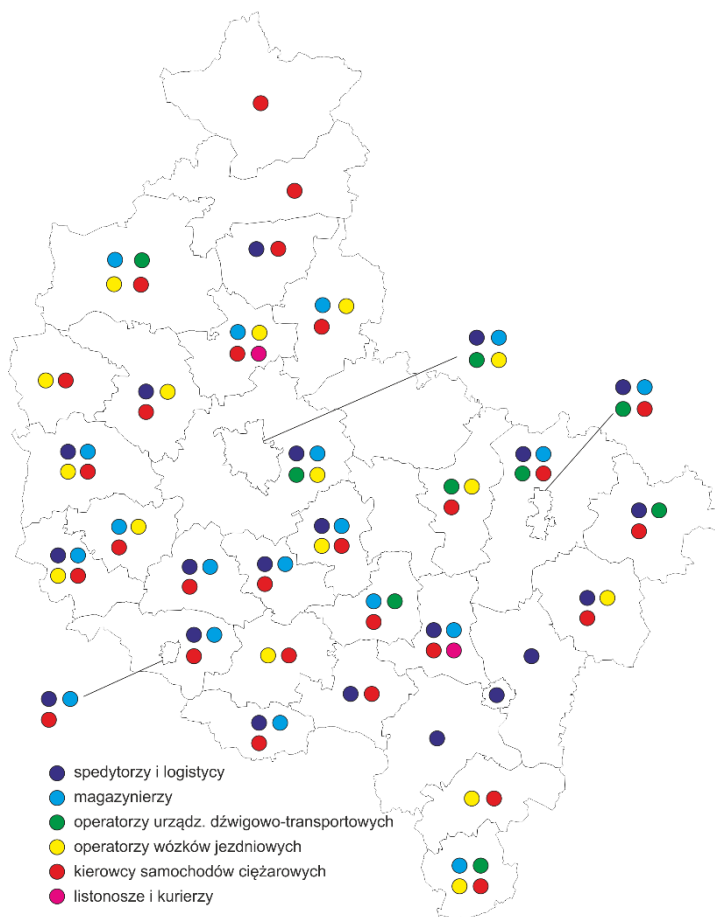 spedytorzy i logistycy
magazynierzy
operatorzy urządz. dźwigowo-transportowych
operatorzy wózków jezdniowych
kierowcy samochodów ciężarowych
listonosze i kurierzy